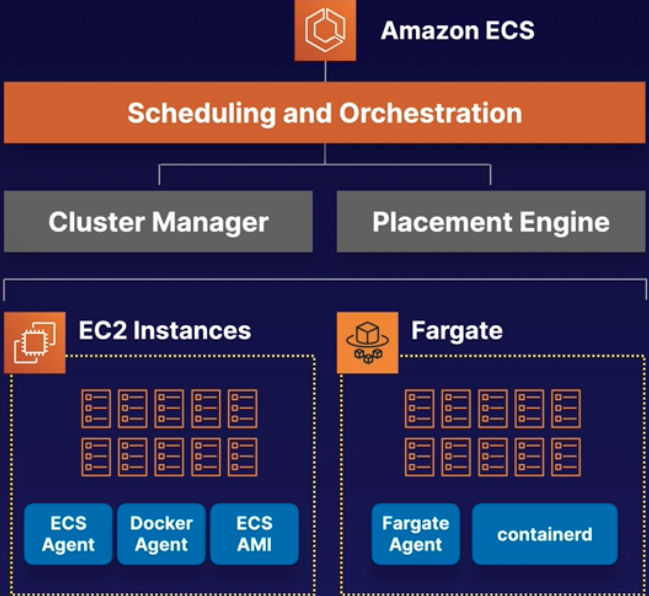 Amazon ECS
Scheduling and Orchestration
Cluster Manager
Placement Engine
EC2 Instances
Fargate
ECS
Agent
Docker
Agent
ECS
AMI
Fargate
Agent
containerd